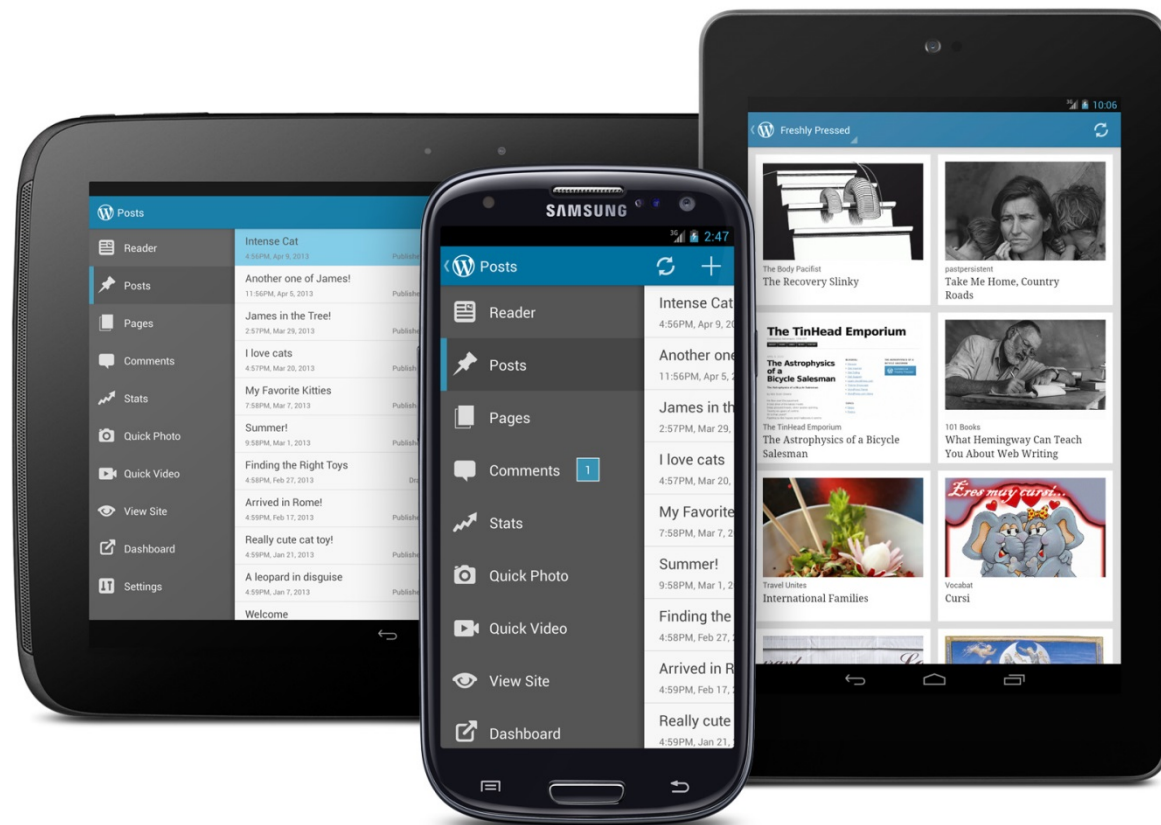 Posts
Reader
Posts
Pages
Comments
Stats
Quick Photo
Quick Video
View Site
Dashboard
Settings
Intense Cat
4:56PM, Apr 9, 2013
Another one of James!
11:56PM, Apr 5, 2013
James in the Tree!
2:57PM, Mar 29, 2013
I love cats
4:57PM, Mar 20, 2013
My Favorite Kitties
7:58PM, Mar 7, 2013
Summer!
9:58PM, Mar 1, 2013
Finding the Right Toys
4:58PM, Feb 27, 2013
Arrived in Rome!
4:59PM, Feb 17, 2013
Really cute cat toy!
4:59PM, Jan 21, 2013
A leopard in disguise
4:59PM, Jan 7, 2013
Welcome
SAMSUNG
3G 2:47
Posts
Reader
Posts
Pages
Comments 1
Stats
Quick Photo
Quick Video
View Site
Dashboard
Intense Cat
4:56PM, Apr 9, 20
Another one
11:56PM, Apr 5,
James in th
2:57PM, Mar 29,
I love cats
4:57PM, Mar 20,
My Favorite
7:58PM, Mar 7, 2
Summer!
9:58PM, Mar 1, 2
Finding the
4:58PM, Feb 27,
Arrived in R
4:59PM, Feb 17,
Really cute
4:59PM, Jan 21,
3G 10:06
Freshly Pressed
The Body Pacifist
The Recovery Slinky
pastpersistent
Take Me Home, Country
Roads
The TinHead Emporium
The Astrophysics
of a
Bicycle Salesman
The TinHead Emporium
The Astrophysics of a Bicycle
Salesman
101 Books
What Hemingway Can Teach
You About Web Writing
Travel Unites
International Families
Eres muy cursi...
Vocabat
Cursi